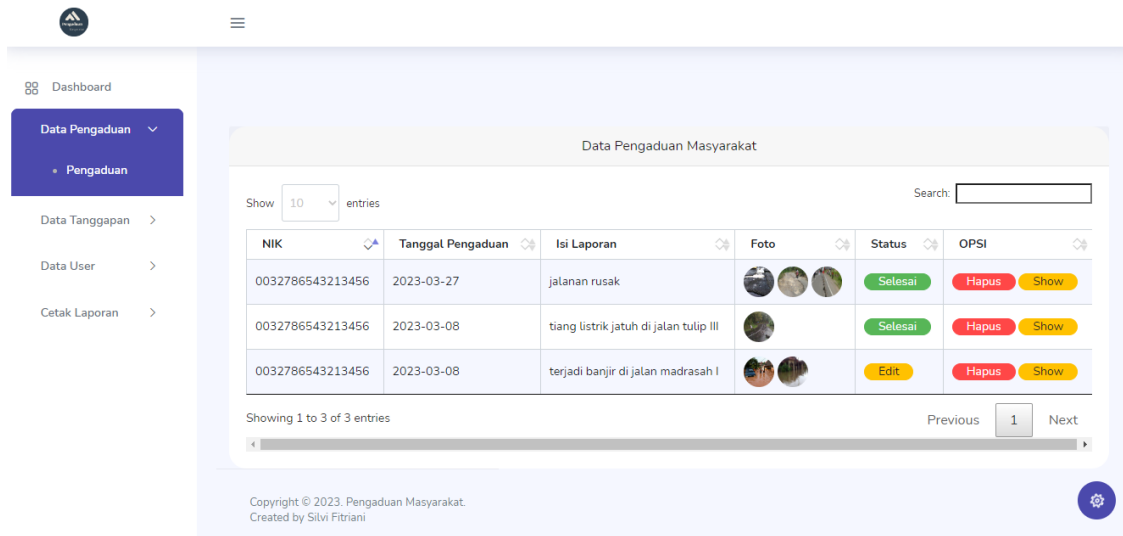 Pengaduan
Dashboard
Data Pengaduan
Pengaduan
Data Tanggapan
Data User
Cetak Laporan
Data Pengaduan Masyarakat
Show 10 entries Search:
NIK Tanggal Pengaduan Isi Laporan Foto Status OPSI
0032786543213456 2023-03-27 jalanan rusak Selesai Hapus Show
0032786543213456 2023-03-08 tiang listrik jatuh di jalan tulip III Selesai Hapus Show
0032786543213456 2023-03-08 terjadi banjir di jalan madrasah I Edit Hapus Show
Showing 1 to 3 of 3 entries Previous 1 Next
Copyright © 2023. Pengaduan Masyarakat.
Created by Silvi Fitriani